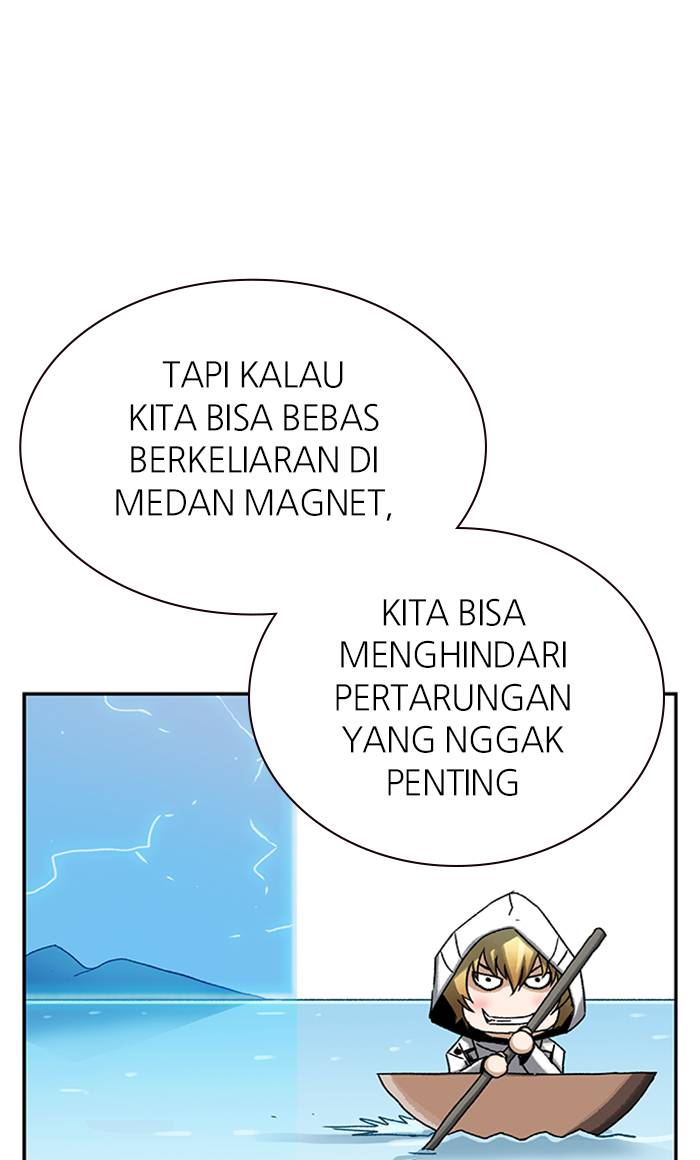 TAPI KALAU
KITA BISA BEBAS
BERKELIARAN DI
MEDAN MAGNET,
KITA BISA
MENGHINDARI
PERTARUNGAN
YANG NGGAK
PENTING